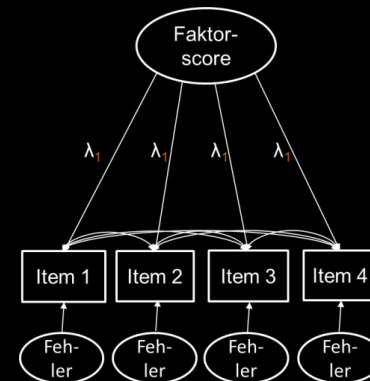 Faktor-
score
λ1 λ1 λ1 λ1
Item 1 Item 2 Item 3 Item 4
Feh- Feh- Feh- Feh-
ler ler ler ler